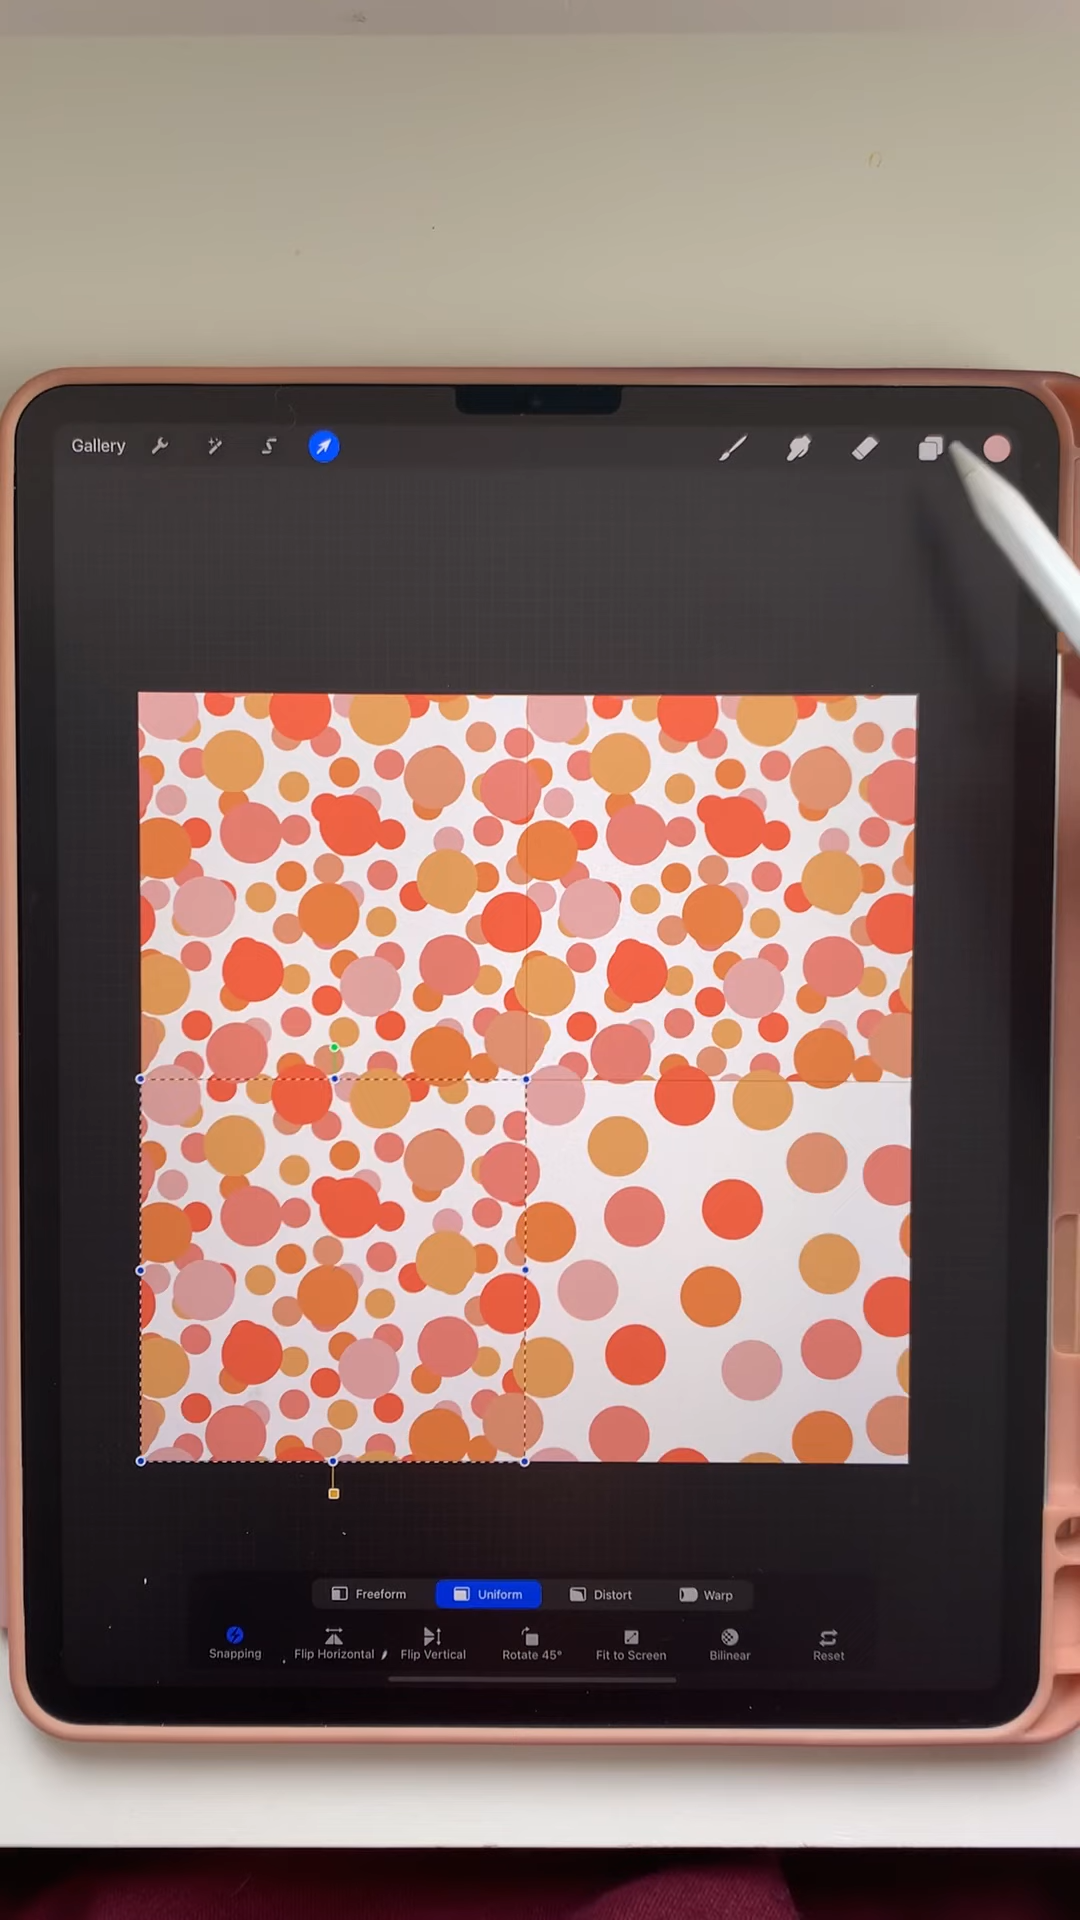 Gallery
Freeform Uniform Distort Warp
Snapping Flip Horizontal Flip Vertical Rotate 45° Fit to Screen Bilinear Reset